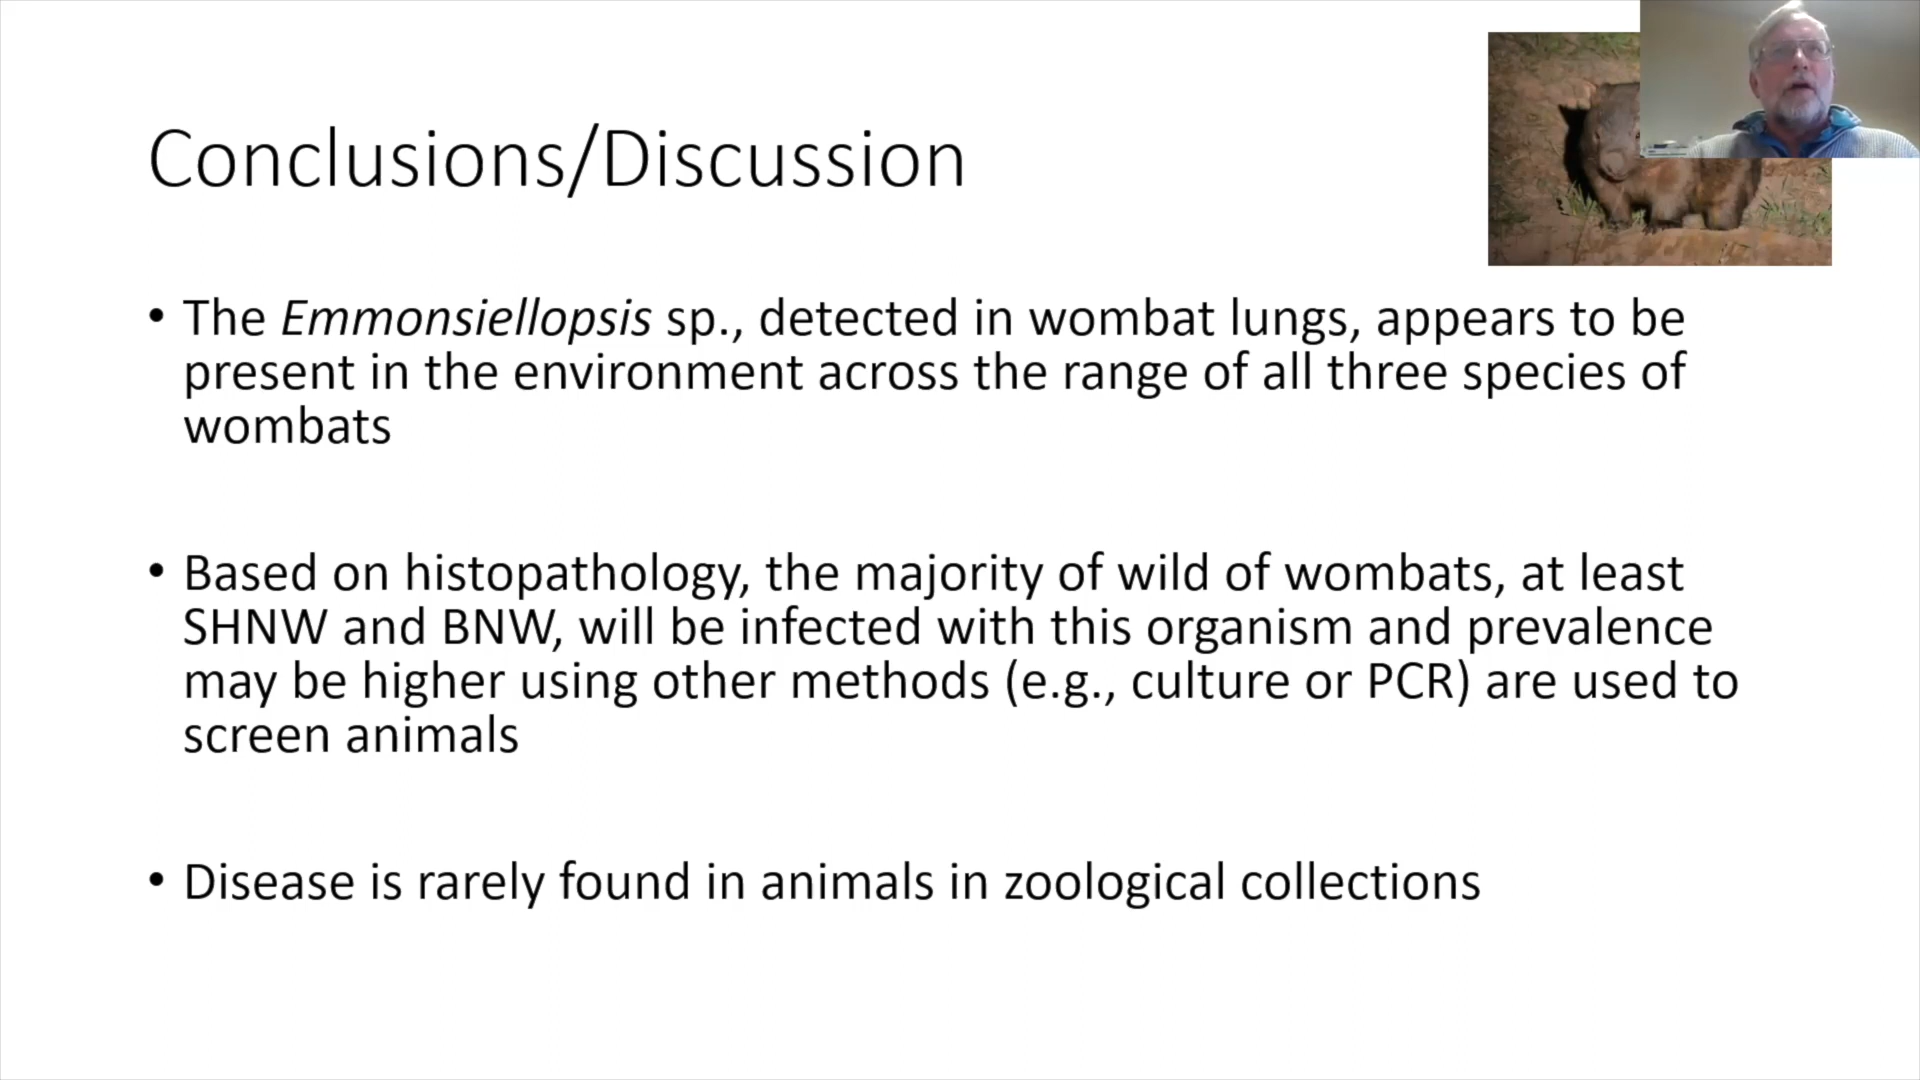 Conclusions/Discussion
• The Emmonsiellopsis sp., detected in wombat lungs, appears to be
present in the environment across the range of all three species of
wombats
• Based on histopathology, the majority of wild of wombats, at least
SHNW and BNW, will be infected with this organism and prevalence
may be higher using other methods (e.g., culture or PCR) are used to
screen animals
• Disease is rarely found in animals in zoological collections